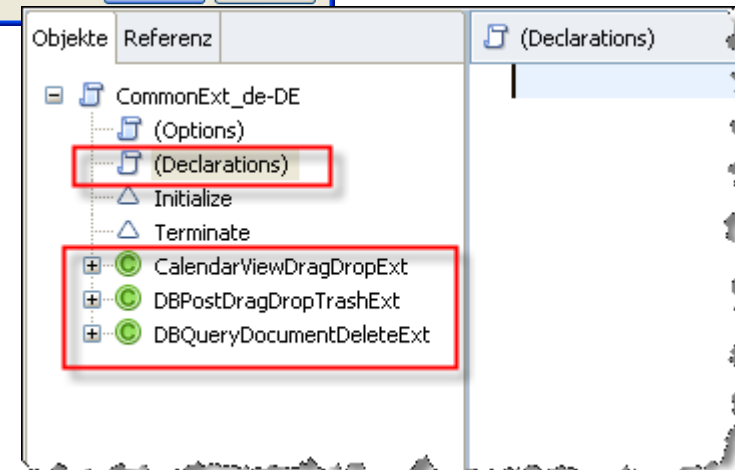 Objekte Referenz (Declarations)
CommonExt_de-DE
(Options)
(Declarations)
Initialize
Terminate
CalendarViewDragDropExt
DBPostDragDropTrashExt
DBQueryDocumentDeleteExt